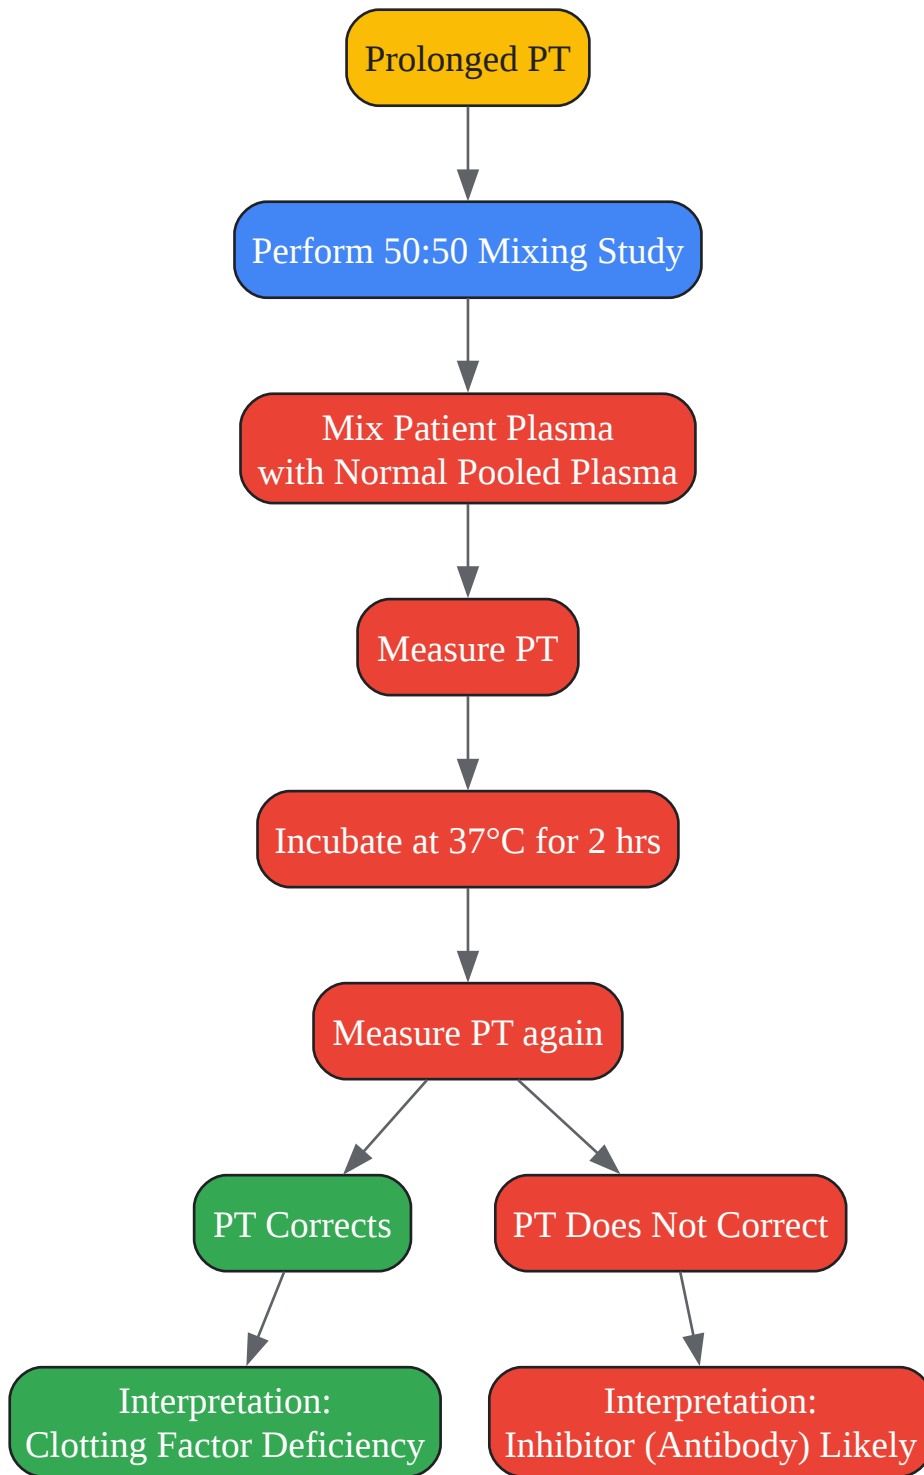 Prolonged PT
Perform 50:50 Mixing Study
Mix Patient Plasma
with Normal Pooled Plasma
Measure PT
Incubate at 37°C for 2 hrs
Measure PT again
PT Corrects
PT Does Not Correct
Interpretation:
Clotting Factor Deficiency
Interpretation:
Inhibitor (Antibody) Likely